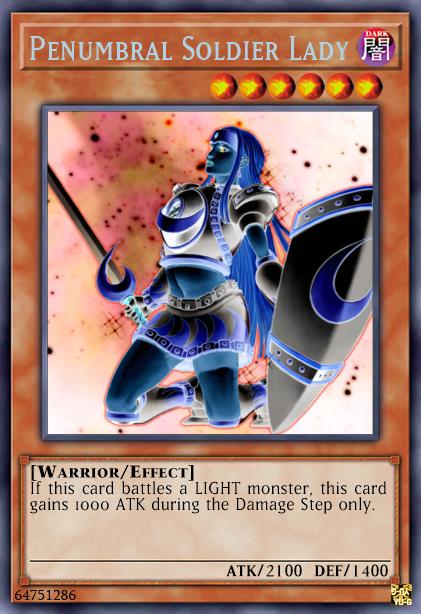 Penumbral Soldier Lady
DARK
闇
[Warrior/Effect]
If this card battles a LIGHT monster, this card
gains 1000 ATK during the Damage Step only.
ATK/2100 DEF/1400
64751286